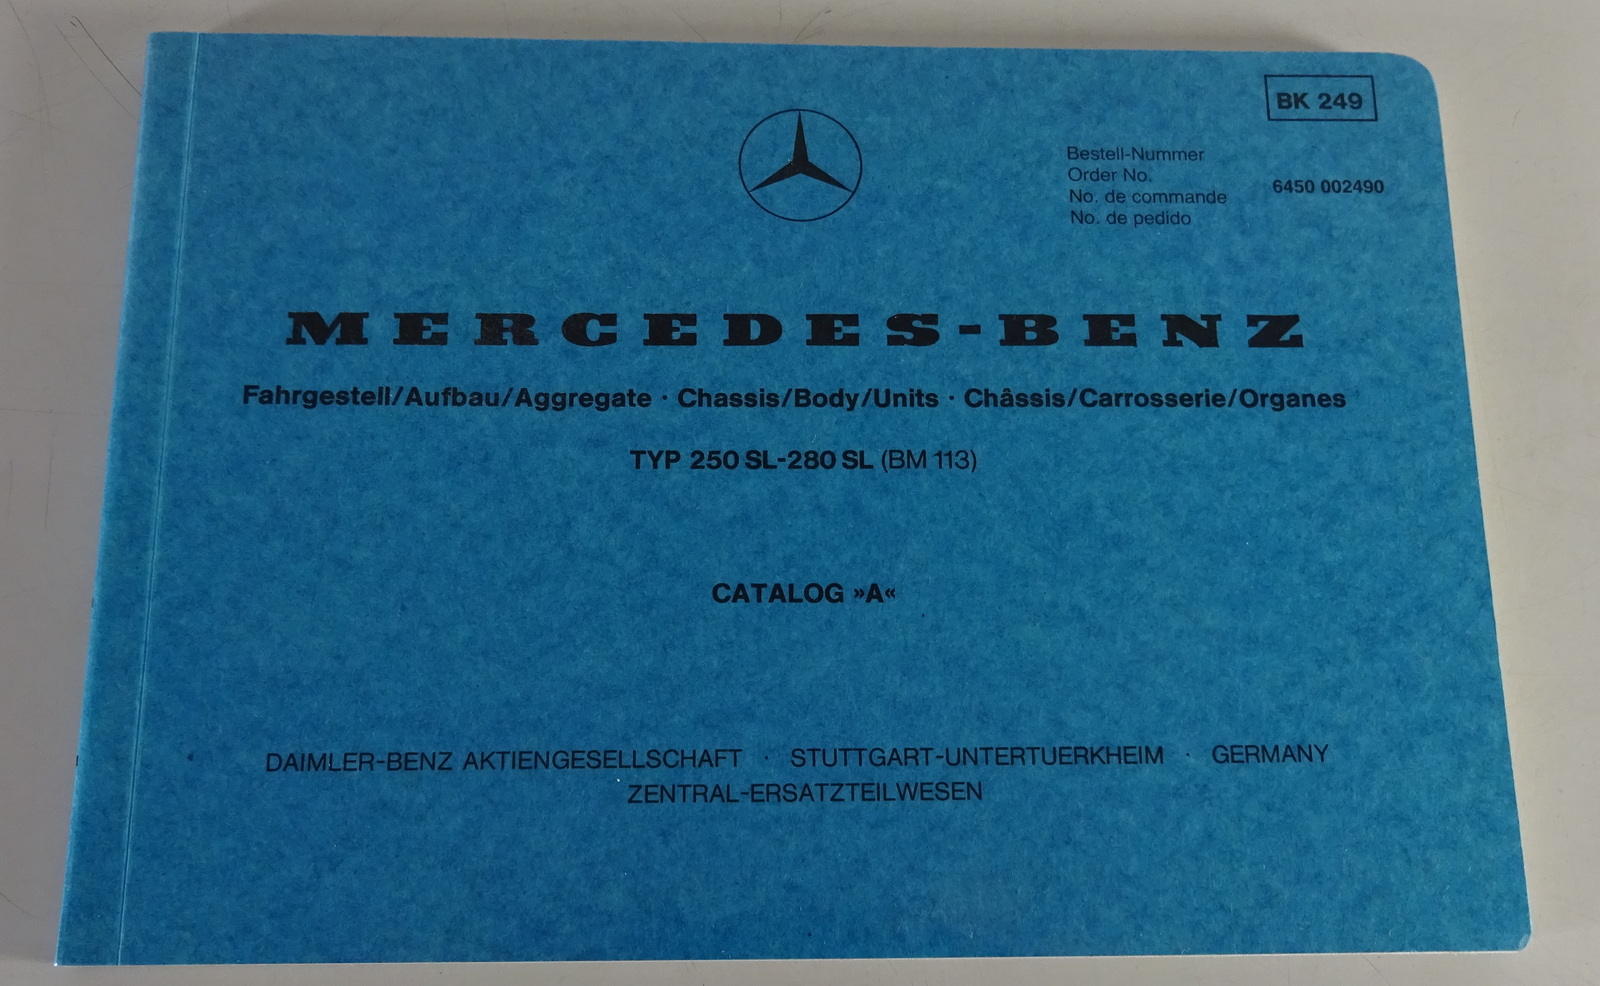 BK 249
Bestell-Nummer
Order No.
No. de commande
No. de pedido
6450 002490
MERCEDES-BENZ
Fahrgestell/Aufbau/Aggregate · Chassis/Body/Units · Châssis/Carrosserie/Organes
TYP 250 SL-280 SL (BM 113)
CATALOG »A«
DAIMLER-BENZ AKTIENGESELLSCHAFT · STUTTGART-UNTERTUERKHEIM · GERMANY
ZENTRAL-ERSATZTEILWESEN